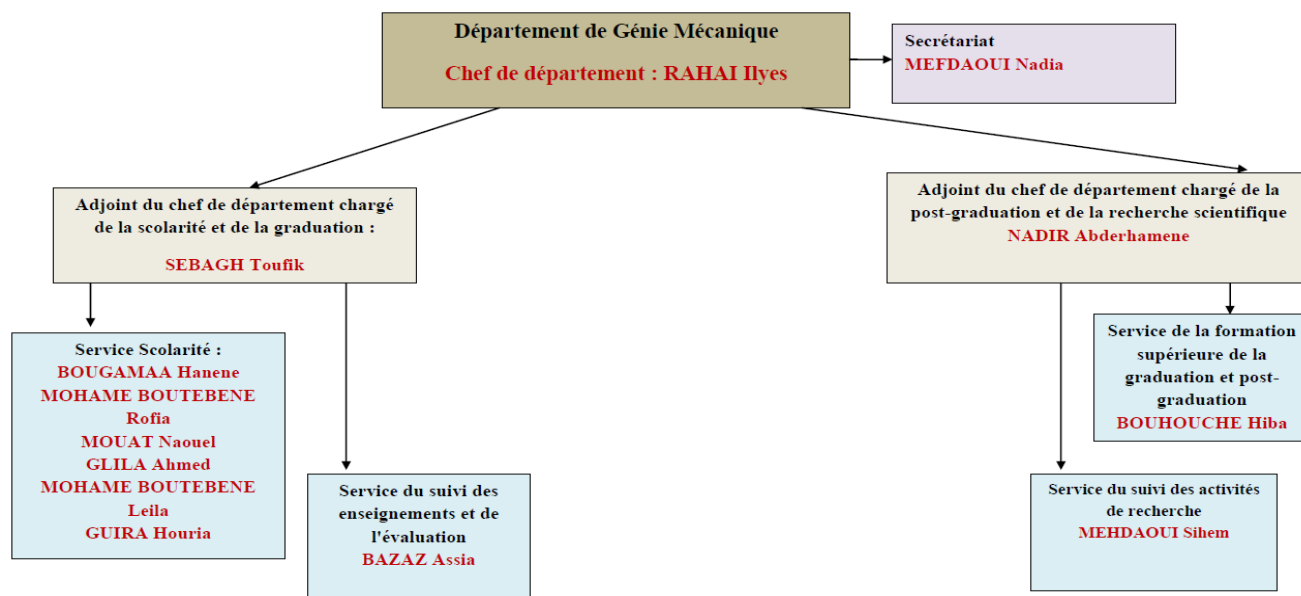 Département de Génie Mécanique
Chef de département : RAHAI Ilyes
Secrétariat
MEFDAOUI Nadia
Adjoint du chef de département chargé
de la scolarité et de la graduation :
SEBAGH Toufik
Adjoint du chef de département chargé de la
post-graduation et de la recherche scientifique
NADIR Abderhamene
Service Scolarité :
BOUGAMAA Hanene
MOHAME BOUTEBENE
Rofia
MOUAT Naouel
GLILA Ahmed
MOHAME BOUTEBENE
Leila
GUIRA Houria
Service du suivi des
enseignements et de
l'évaluation
BAZAZ Assia
Service de la formation
supérieure de la
graduation et post-
graduation
BOUHOUCHE Hiba
Service du suivi des activités
de recherche
MEHDAOUI Sihem